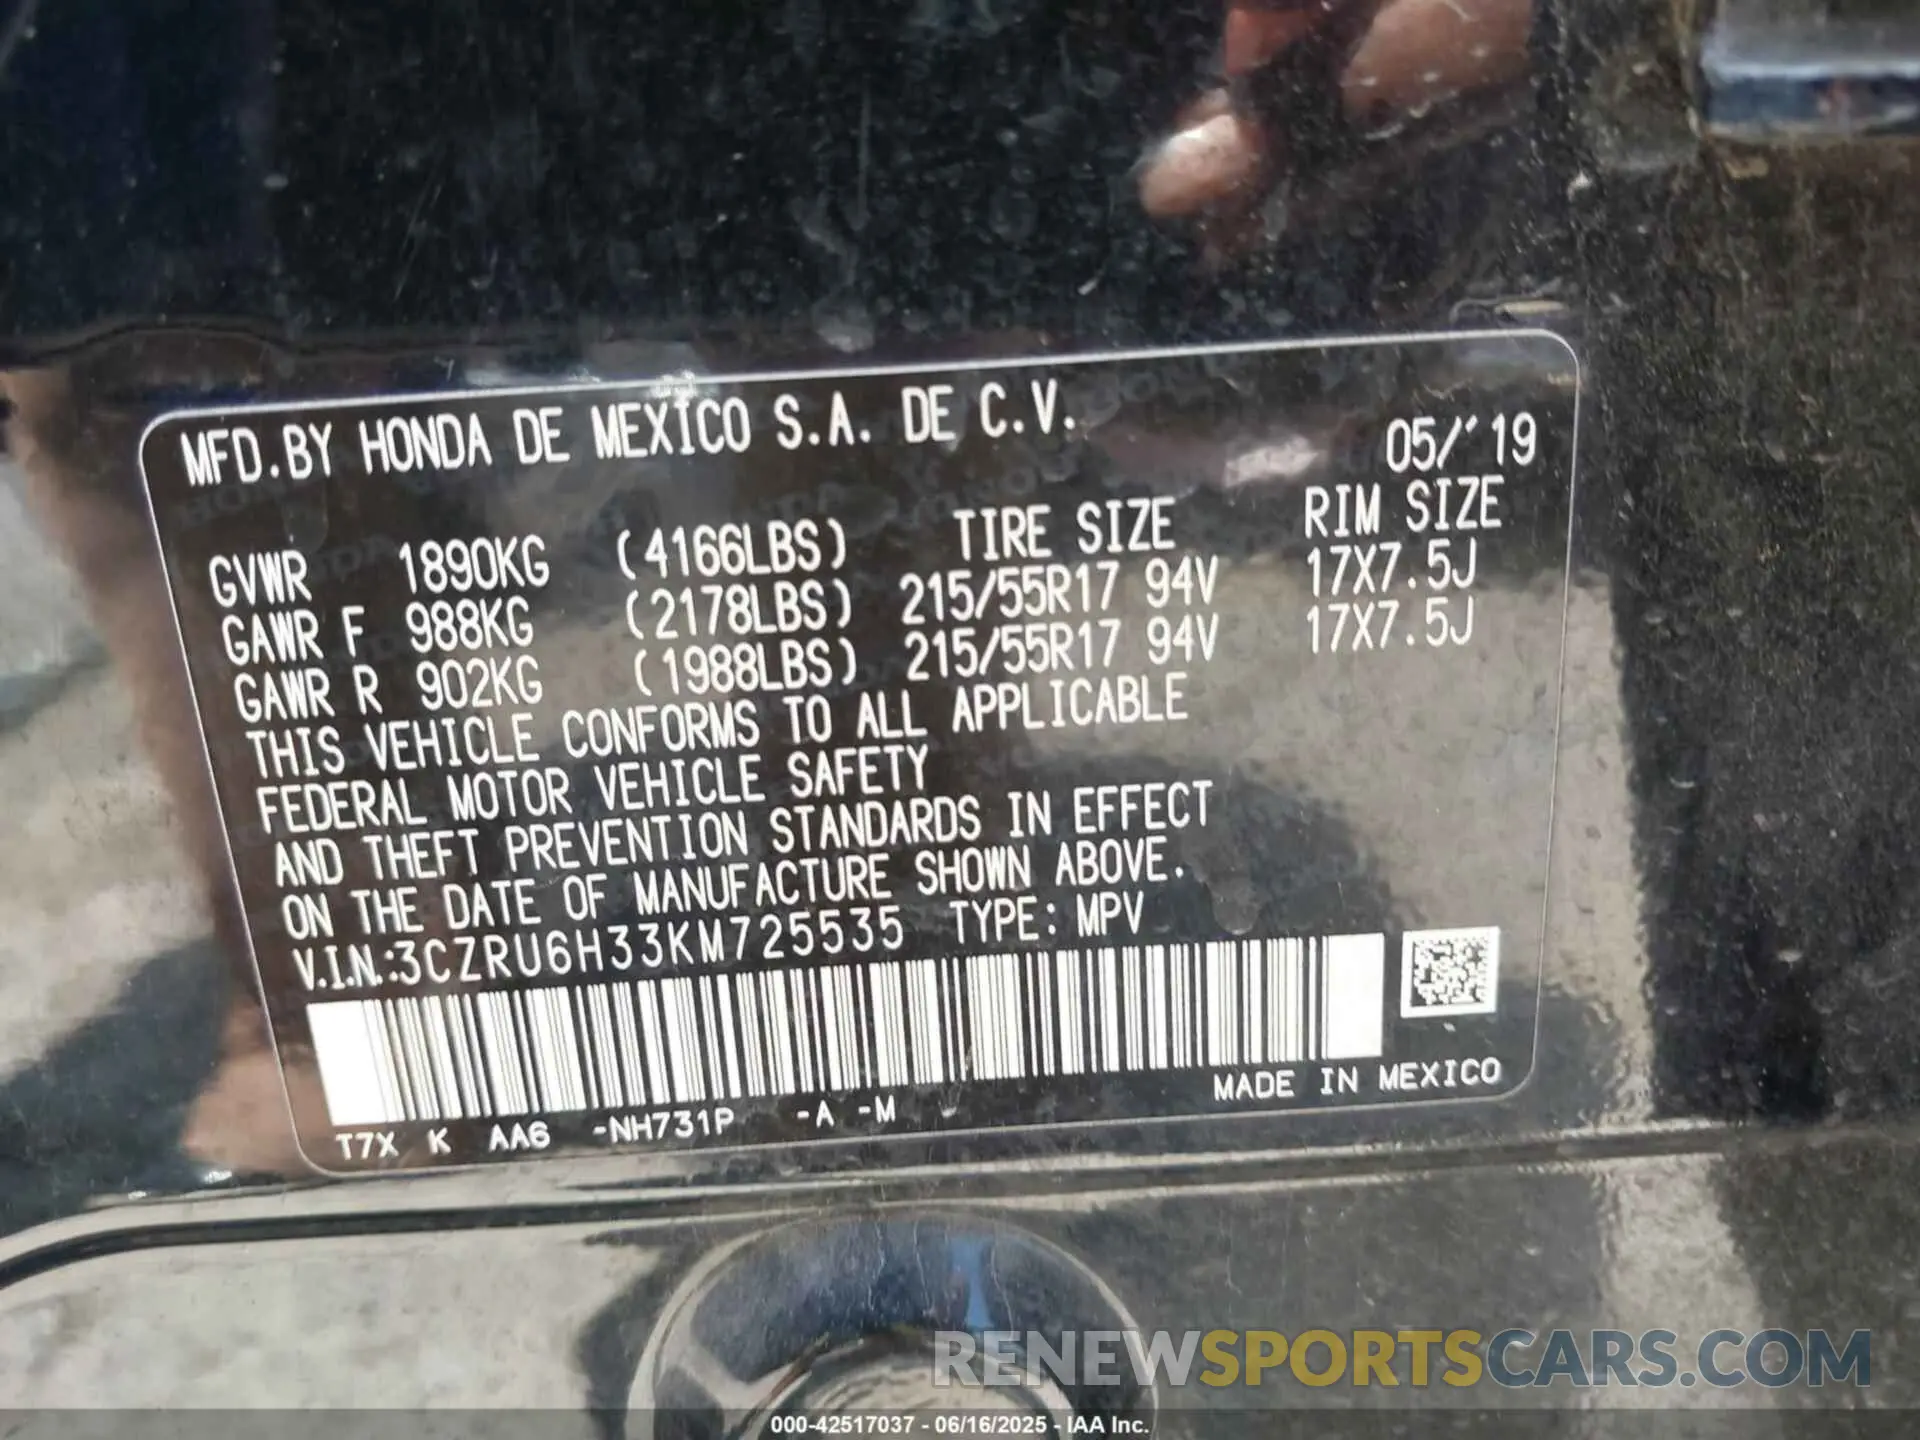 MFD.BY HONDA DE MEXICO S.A. DE C.V.
05/'19
GVWR 1890KG (4166LBS) TIRE SIZE RIM SIZE
GAWR F 988KG (2178LBS) 215/55R17 94V 17X7.5J
GAWR R 902KG (1988LBS) 215/55R17 94V 17X7.5J
THIS VEHICLE CONFORMS TO ALL APPLICABLE
FEDERAL MOTOR VEHICLE SAFETY
AND THEFT PREVENTION STANDARDS IN EFFECT
ON THE DATE OF MANUFACTURE SHOWN ABOVE.
V.I.N.:3CZRU6H33KM725535 TYPE: MPV
MADE IN MEXICO
T7X K AA6 -NH731P -A -M
RENEWSPORTSCARS.COM
000-42517037 - 06/16/2025 - IAA Inc.